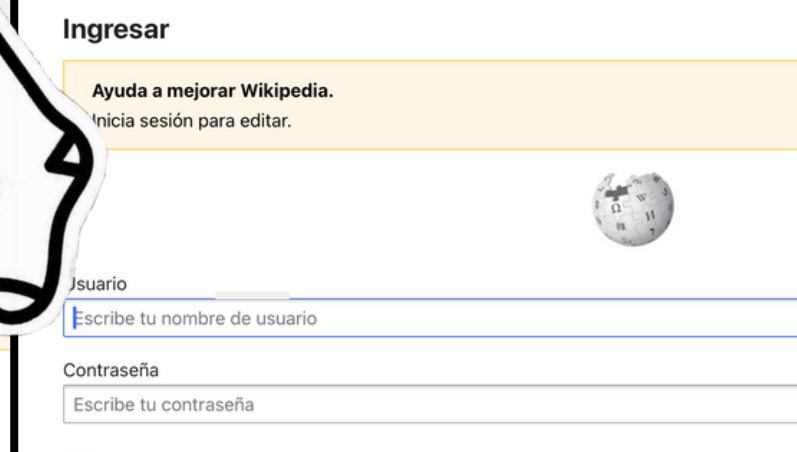 Ingresar
Ayuda a mejorar Wikipedia.
Inicia sesión para editar.
Ω W И
Usuario
Escribe tu nombre de usuario
Contraseña
Escribe tu contraseña